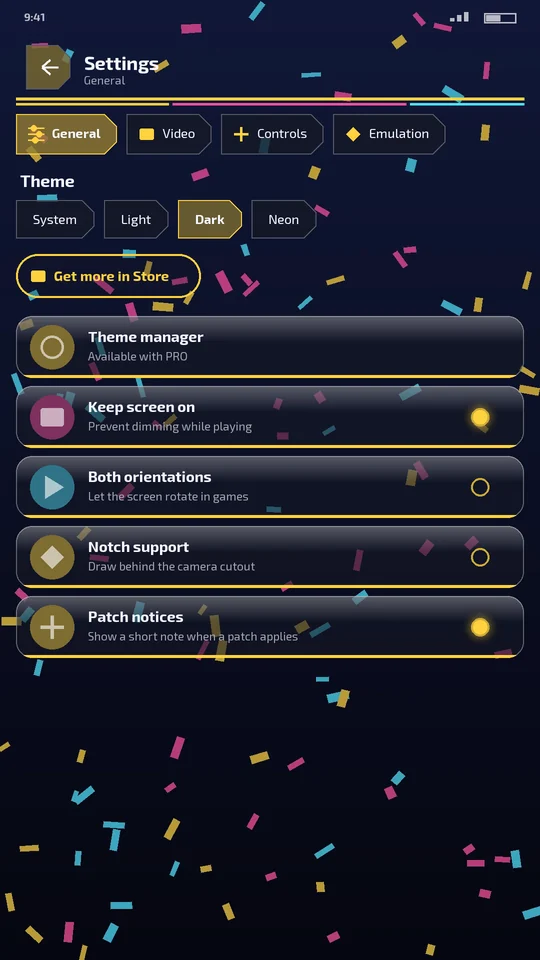 9:41
Settings
General
General
Video
Controls
Emulation
Theme
System
Light
Dark
Neon
Get more in Store
Theme manager
Available with PRO
Keep screen on
Prevent dimming while playing
Both orientations
Let the screen rotate in games
Notch support
Draw behind the camera cutout
Patch notices
Show a short note when a patch applies